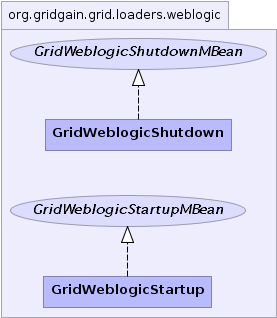 org.gridgain.grid.loaders.weblogic
GridWeblogicShutdownMBean
GridWeblogicShutdown
GridWeblogicStartupMBean
GridWeblogicStartup